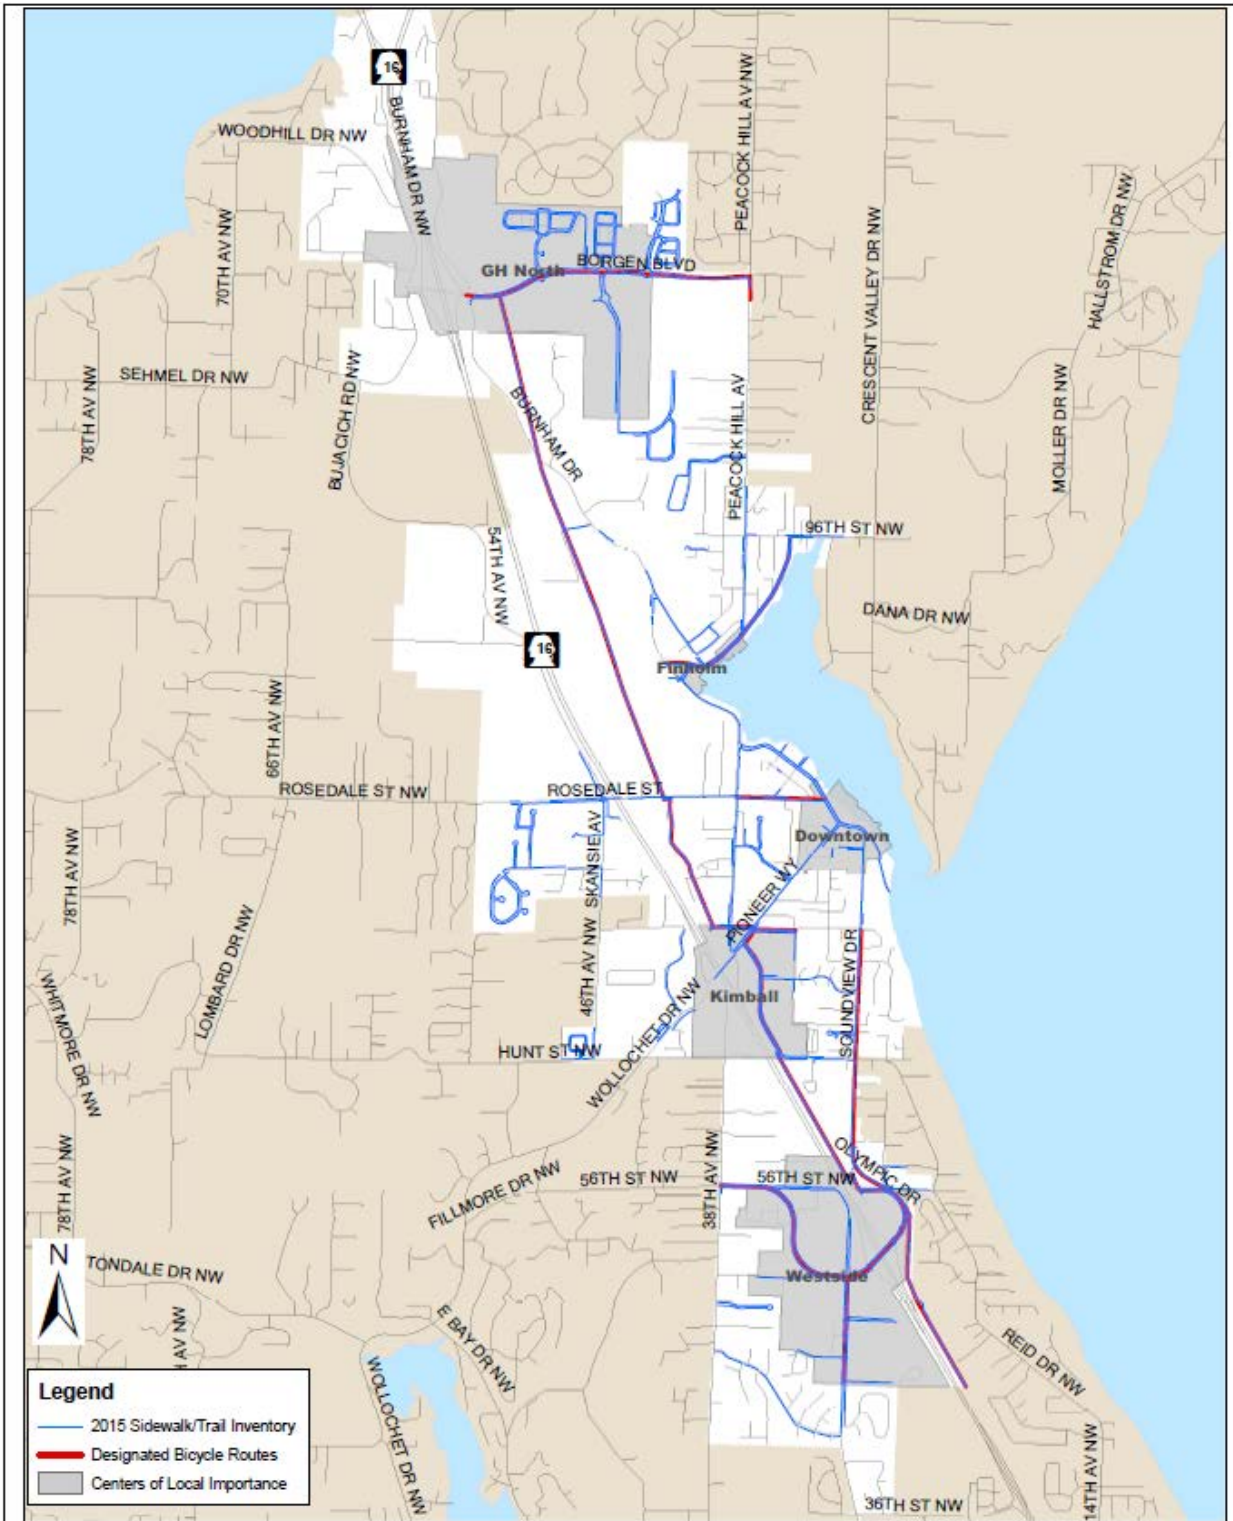 16
BURNHAM DR NW
PEACOCK HILL AV NW
WOODHILL DR NW
HALLSTROM DR NW
70TH AV NW
CRESCENT VALLEY DR NW
BORGEN BLVD
GH North
SEHMEL DR NW
78TH AV NW
BUJACICH RD NW
BURNHAM DR
PEACOCK HILL AV
MOLLER DR NW
96TH ST NW
54TH AV NW
DANA DR NW
16
Finholm
66TH AV NW
ROSEDALE ST NW
ROSEDALE ST
Downtown
78TH AV NW
SKANSIE AV
PIONEER WY
LOMBARD DR NW
46TH AV NW
SOUNDVIEW DR
Kimball
WHITMORE DR NW
WOLLOCHET DR NW
HUNT ST NW
OLYMPIC DR
78TH AV NW
FILLMORE DR NW
56TH ST NW
56TH ST NW
38TH AV NW
N
TONDALE DR NW
Westside
E BAY DR NW
REID DR NW
H AV NW
WOLLOCHET DR NW
14TH AV NW
36TH ST NW
Legend
2015 Sidewalk/Trail Inventory
Designated Bicycle Routes
Centers of Local Importance